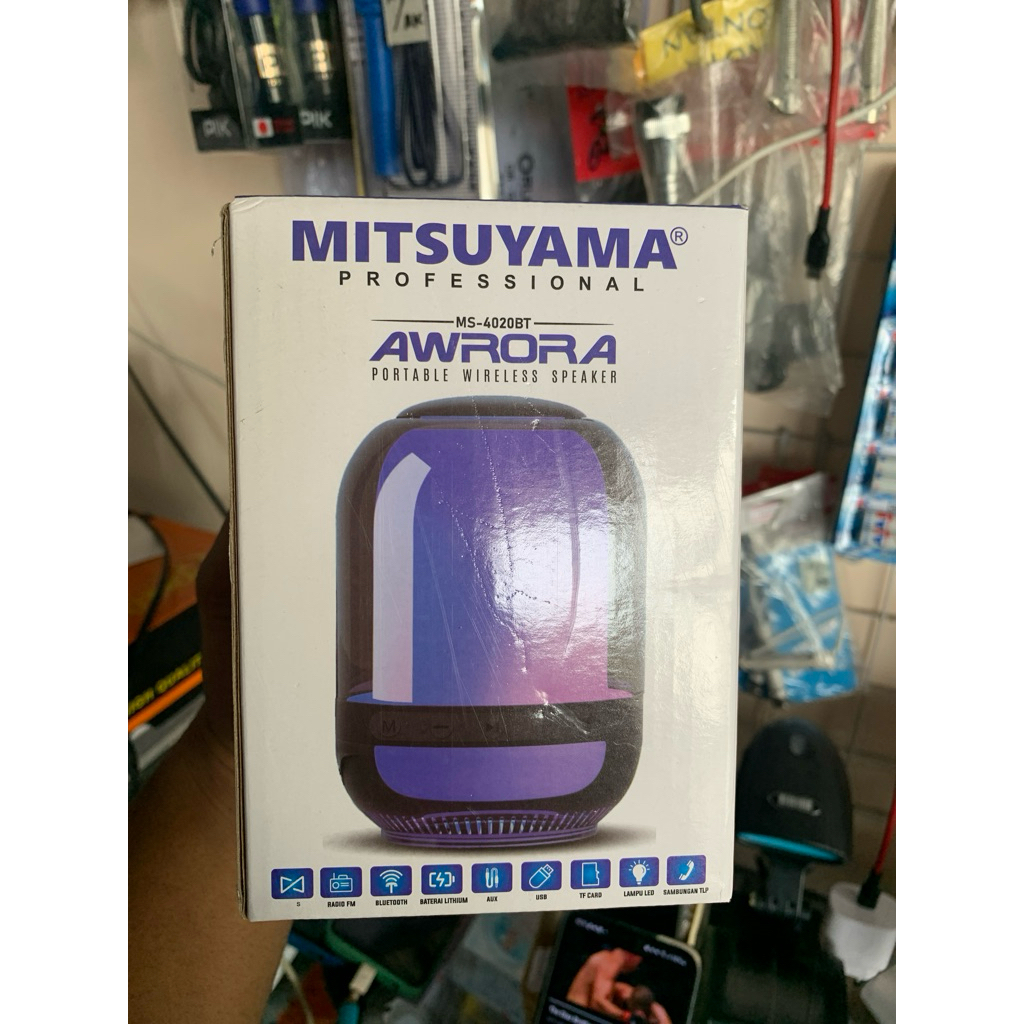 PIK
PIK
MITSUYAMA®
PROFESSIONAL
MS-4020BT
AWRORA
PORTABLE WIRELESS SPEAKER
M
S
RADIO FM
BLUETOOTH
BATERAI LITHIUM
AUX
USB
TF CARD
LAMPU LED
SAMBUNGAN TLP